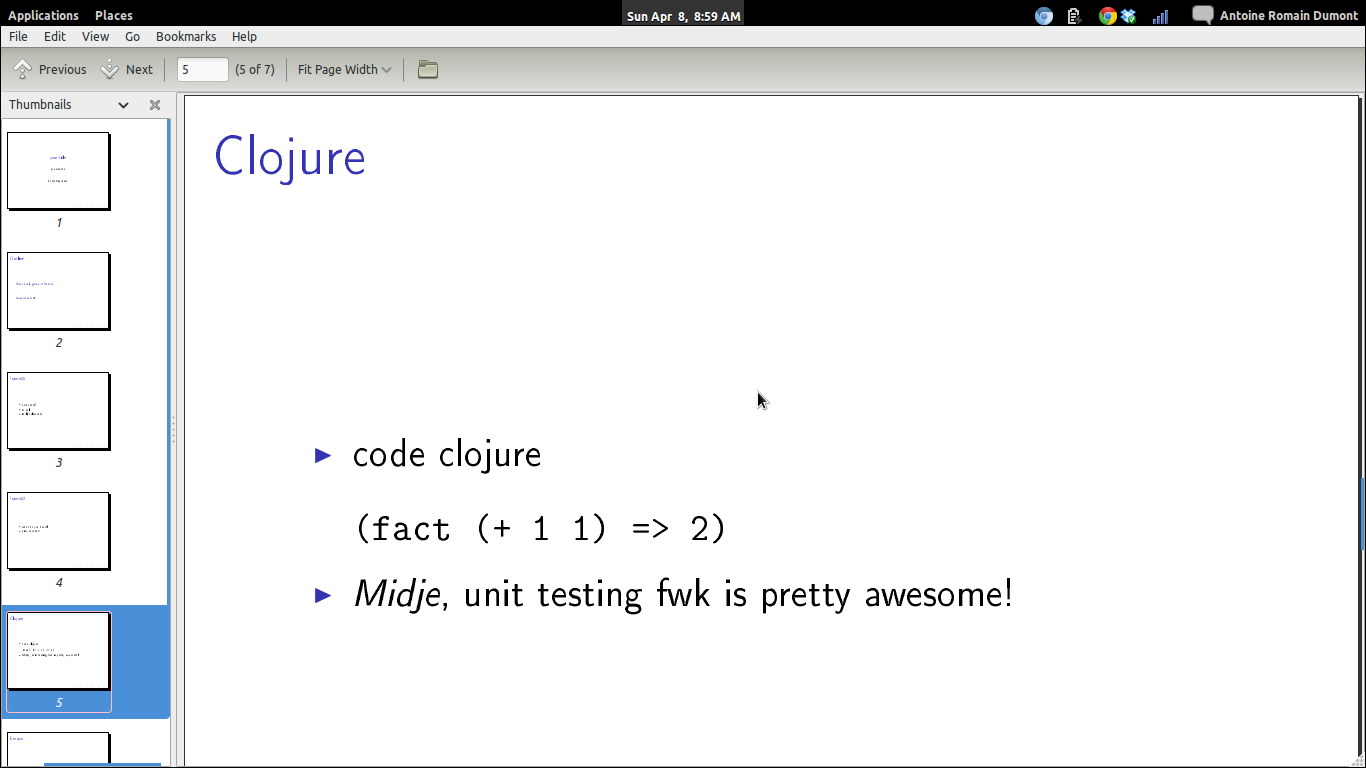 Applications Places Sun Apr 8, 8:59 AM Antoine Romain Dumont
File Edit View Go Bookmarks Help
Previous Next 5 (5 of 7) Fit Page Width
Thumbnails
1
2
3
4
5
Clojure
▶ code clojure
(fact (+ 1 1) => 2)
▶ Midje, unit testing fwk is pretty awesome!